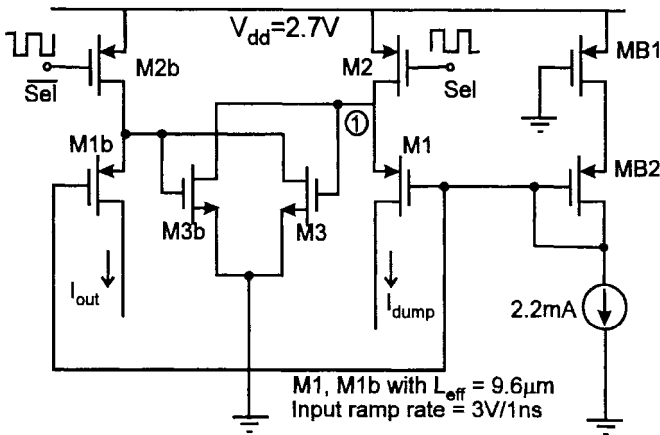 V_dd=2.7V
M2b
M2
MB1
S̅e̅l̅
Sel
①
M1b
M1
MB2
M3b
M3
I_out
I_dump
2.2mA
M1, M1b with L_eff = 9.6μm
Input ramp rate = 3V/1ns